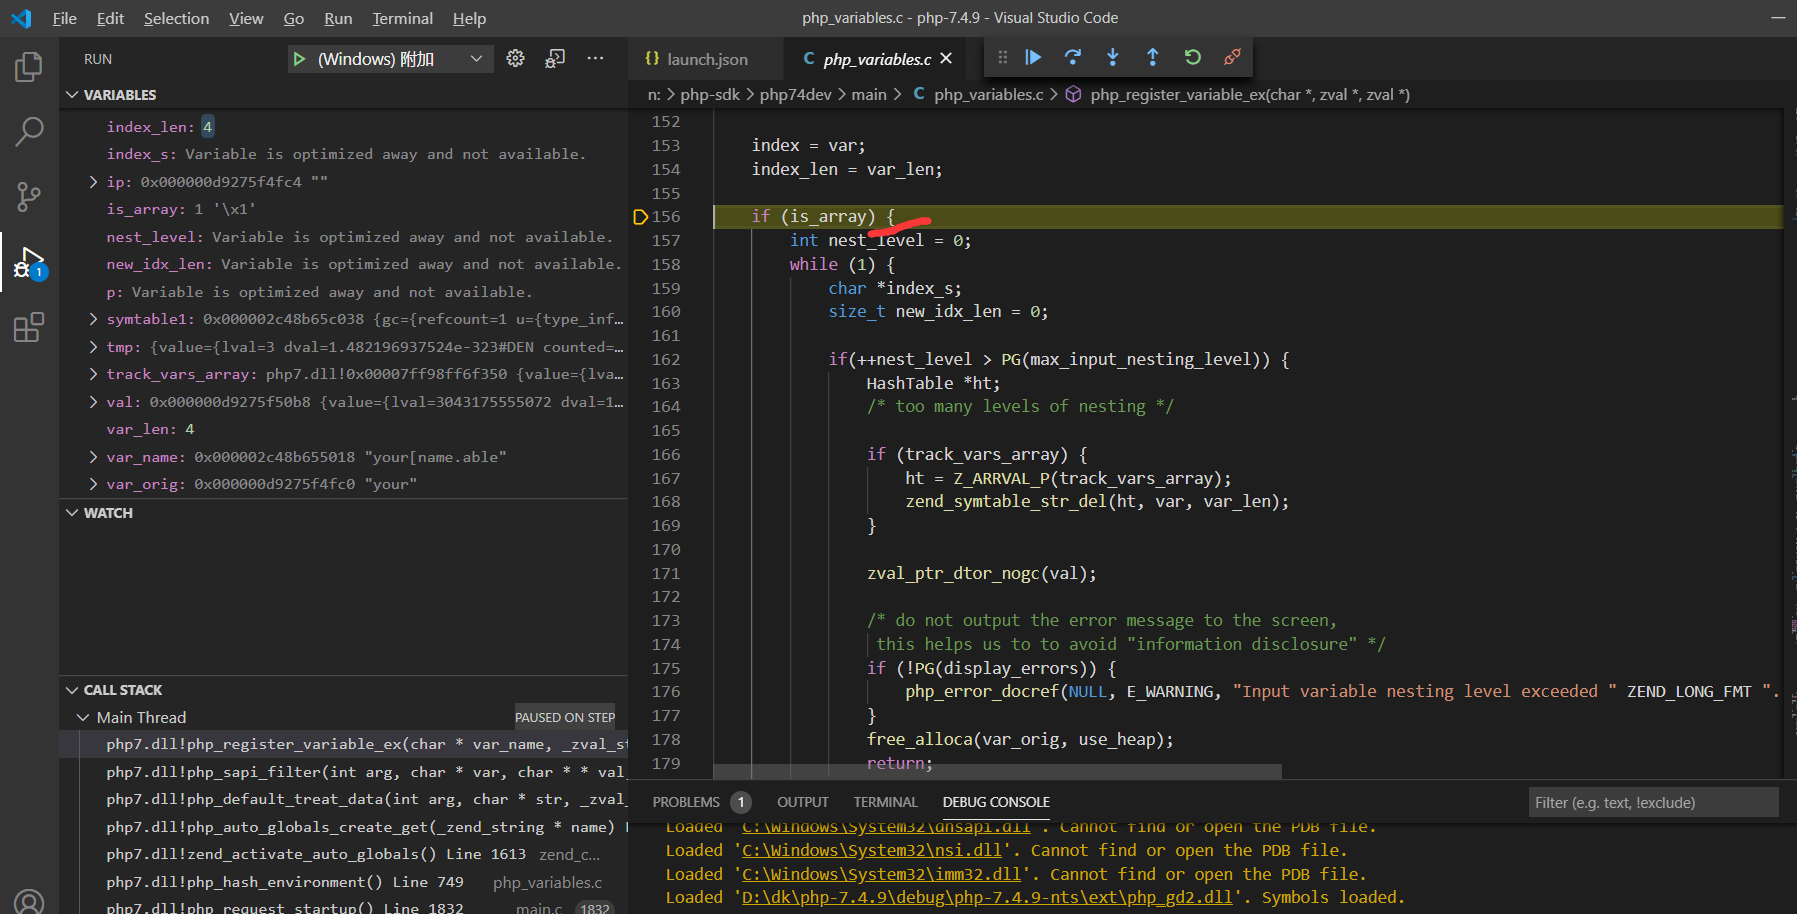 File Edit Selection View Go Run Terminal Help
php_variables.c - php-7.4.9 - Visual Studio Code
RUN
(Windows) 附加
VARIABLES
index_len: 4
index_s: Variable is optimized away and not available.
ip: 0x000000d9275f4fc4 ""
is_array: 1 '\x1'
nest_level: Variable is optimized away and not available.
new_idx_len: Variable is optimized away and not available.
p: Variable is optimized away and not available.
symtable1: 0x000002c48b65c038 {gc={refcount=1 u={type_inf…
tmp: {value={lval=3 dval=1.482196937524e-323#DEN counted=…
track_vars_array: php7.dll!0x00007ff98ff6f350 {value={lva…
val: 0x000000d9275f50b8 {value={lval=3043175555072 dval=1…
var_len: 4
var_name: 0x000002c48b655018 "your[name.able"
var_orig: 0x000000d9275f4fc0 "your"
WATCH
CALL STACK
Main Thread PAUSED ON STEP
php7.dll!php_register_variable_ex(char * var_name, _zval_st
php7.dll!php_sapi_filter(int arg, char * var, char * * val_
php7.dll!php_default_treat_data(int arg, char * str, _zval_
php7.dll!php_auto_globals_create_get(_zend_string * name)
php7.dll!zend_activate_auto_globals() Line 1613 zend_c...
php7.dll!php_hash_environment() Line 749 php_variables.c
php7.dll!php_request_startup() Line 1832 main.c 1832
1
launch.json
C php_variables.c
n: > php-sdk > php74dev > main > C php_variables.c > php_register_variable_ex(char *, zval *, zval *)
152
153 index = var;
154 index_len = var_len;
155
156 if (is_array) {
157 int nest_level = 0;
158 while (1) {
159 char *index_s;
160 size_t new_idx_len = 0;
161
162 if(++nest_level > PG(max_input_nesting_level)) {
163 HashTable *ht;
164 /* too many levels of nesting */
165
166 if (track_vars_array) {
167 ht = Z_ARRVAL_P(track_vars_array);
168 zend_symtable_str_del(ht, var, var_len);
169 }
170
171 zval_ptr_dtor_nogc(val);
172
173 /* do not output the error message to the screen,
174 this helps us to to avoid "information disclosure" */
175 if (!PG(display_errors)) {
176 php_error_docref(NULL, E_WARNING, "Input variable nesting level exceeded " ZEND_LONG_FMT ".
177 }
178 free_alloca(var_orig, use_heap);
179 return;
PROBLEMS 1 OUTPUT TERMINAL DEBUG CONSOLE
Filter (e.g. text, !exclude)
Loaded 'C:\Windows\System32\dnsapi.dll'. Cannot find or open the PDB file.
Loaded 'C:\Windows\System32\nsi.dll'. Cannot find or open the PDB file.
Loaded 'C:\Windows\System32\imm32.dll'. Cannot find or open the PDB file.
Loaded 'D:\dk\php-7.4.9\debug\php-7.4.9-nts\ext\php_gd2.dll'. Symbols loaded.